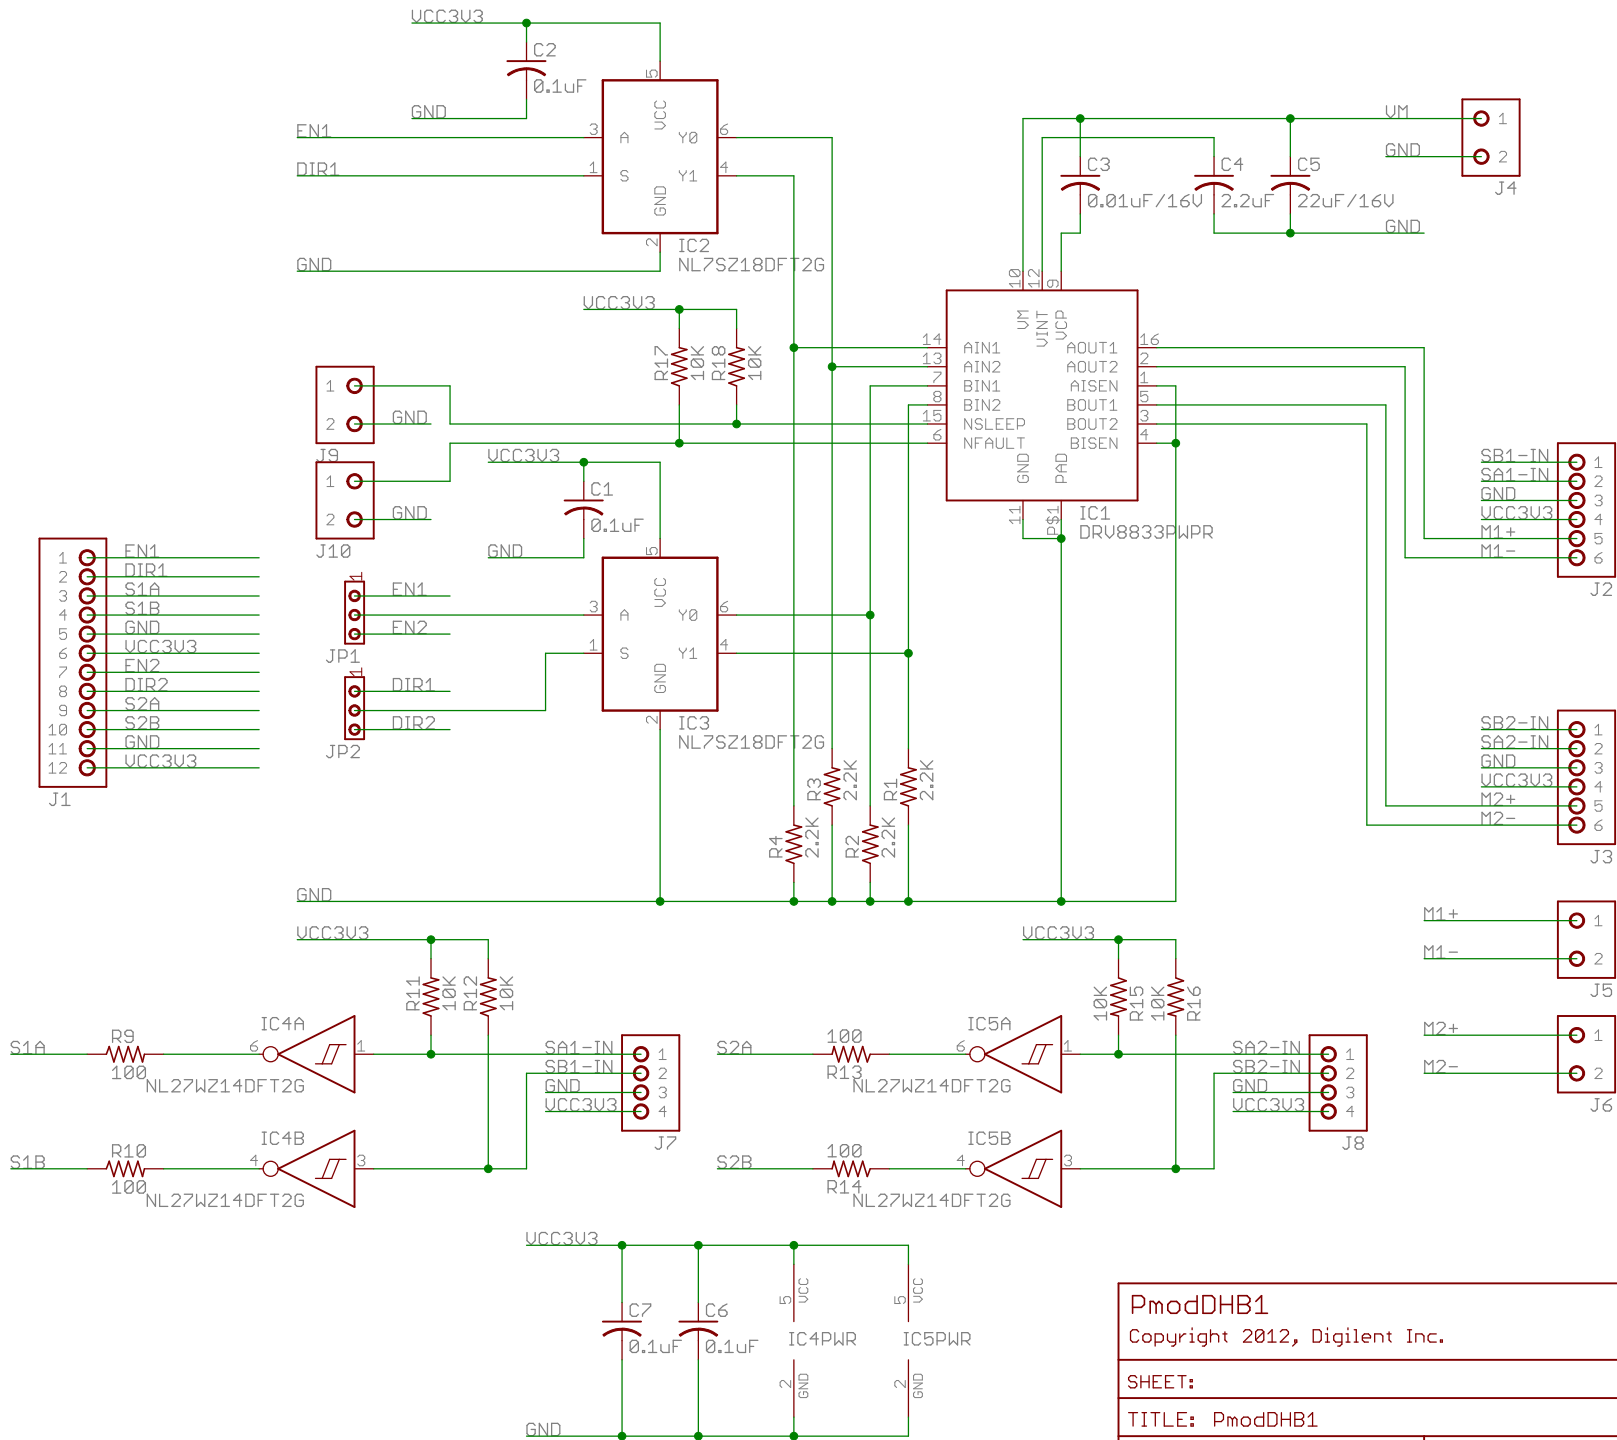 VCC3V3
C2
0.1uF
GND
EN1
DIR1
GND
5
VCC
3
A
Y0
6
1
S
Y1
4
GND
2
IC2
NL7SZ18DFT2G
VM
GND
1
2
J4
C3
0.01uF/16V
C4
2.2uF
C5
22uF/16V
GND
VCC3V3
R17
10K
R18
10K
10
12
9
VM
VINT
VCP
14
AIN1
AOUT1
16
13
AIN2
AOUT2
2
7
BIN1
AISEN
1
8
BIN2
BOUT1
5
15
NSLEEP
BOUT2
3
6
NFAULT
BISEN
4
GND
PAD
11
P$1
IC1
DRV8833PWPR
1
2
GND
J9
1
2
GND
J10
VCC3V3
C1
0.1uF
GND
5
VCC
3
A
Y0
6
1
S
Y1
4
GND
2
IC3
NL7SZ18DFT2G
1
EN1
EN2
JP1
1
DIR1
DIR2
JP2
1
EN1
2
DIR1
3
S1A
4
S1B
5
GND
6
VCC3V3
7
EN2
8
DIR2
9
S2A
10
S2B
11
GND
12
VCC3V3
J1
SB1-IN
1
SA1-IN
2
GND
3
VCC3V3
4
M1+
5
M1-
6
J2
SB2-IN
1
SA2-IN
2
GND
3
VCC3V3
4
M2+
5
M2-
6
J3
R3
2.2K
R1
2.2K
R4
2.2K
R2
2.2K
GND
M1+
1
M1-
2
J5
M2+
1
M2-
2
J6
VCC3V3
R11
10K
R12
10K
S1A
R9
100
6
IC4A
1
NL27WZ14DFT2G
SA1-IN
1
SB1-IN
2
GND
3
VCC3V3
4
J7
S1B
R10
100
4
IC4B
3
NL27WZ14DFT2G
VCC3V3
10K
R15
10K
R16
S2A
100
R13
6
IC5A
1
NL27WZ14DFT2G
SA2-IN
1
SB2-IN
2
GND
3
VCC3V3
4
J8
S2B
100
R14
4
IC5B
3
NL27WZ14DFT2G
VCC3V3
C7
0.1uF
C6
0.1uF
5
VCC
IC4PWR
2
GND
5
VCC
IC5PWR
2
GND
GND
PmodDHB1
Copyright 2012, Digilent Inc.
SHEET:
TITLE: PmodDHB1